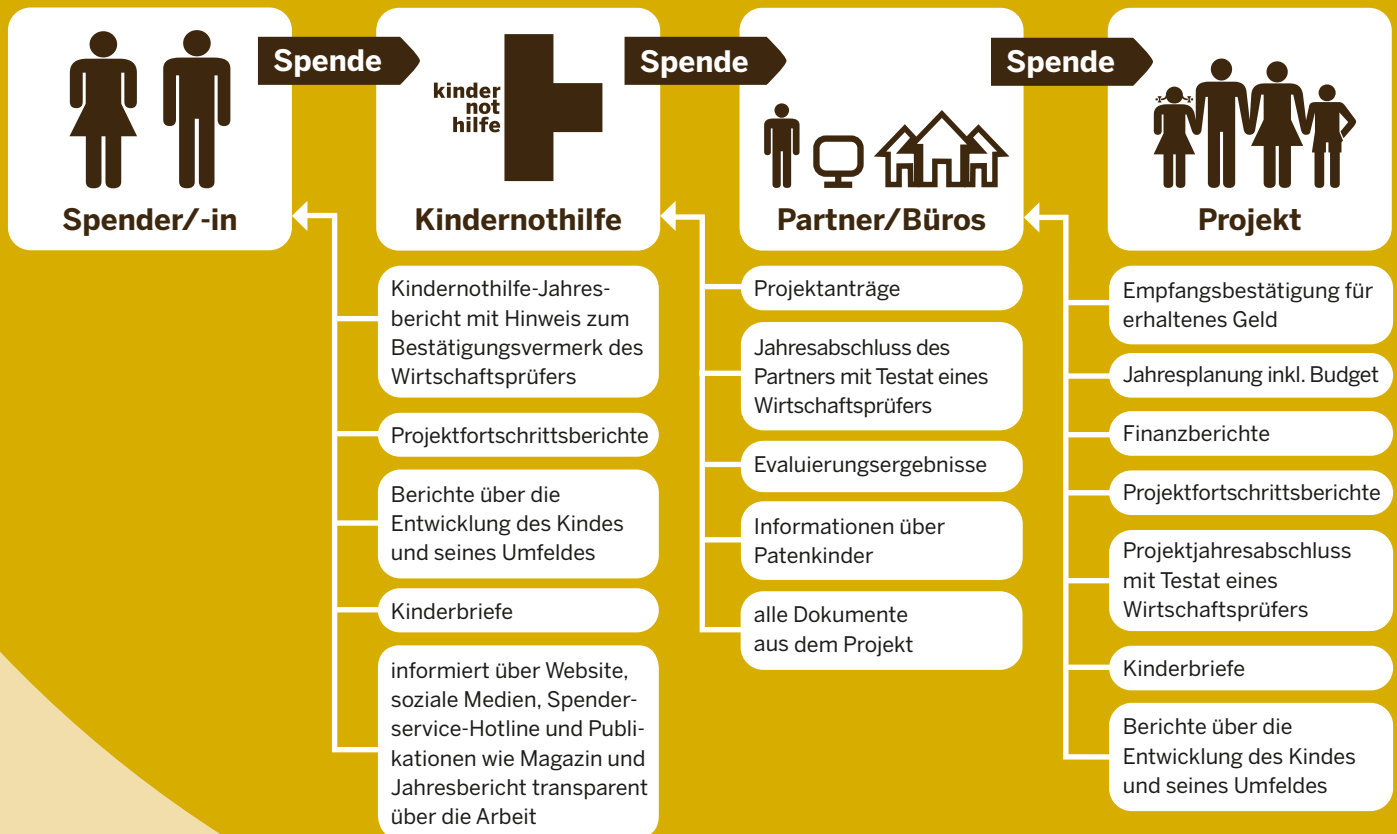 Spende
Spende
Spende
kinder
not
hilfe
Spender/-in
Kindernothilfe
Partner/Büros
Projekt
Kindernothilfe-Jahres-
bericht mit Hinweis zum
Bestätigungsvermerk des
Wirtschaftsprüfers
Projektfortschrittsberichte
Berichte über die
Entwicklung des Kindes
und seines Umfeldes
Kinderbriefe
informiert über Website,
soziale Medien, Spender-
service-Hotline und Publi-
kationen wie Magazin und
Jahresbericht transparent
über die Arbeit
Projektanträge
Jahresabschluss des
Partners mit Testat eines
Wirtschaftsprüfers
Evaluierungsergebnisse
Informationen über
Patenkinder
alle Dokumente
aus dem Projekt
Empfangsbestätigung für
erhaltenes Geld
Jahresplanung inkl. Budget
Finanzberichte
Projektfortschrittsberichte
Projektjahresabschluss
mit Testat eines
Wirtschaftsprüfers
Kinderbriefe
Berichte über die
Entwicklung des Kindes
und seines Umfeldes